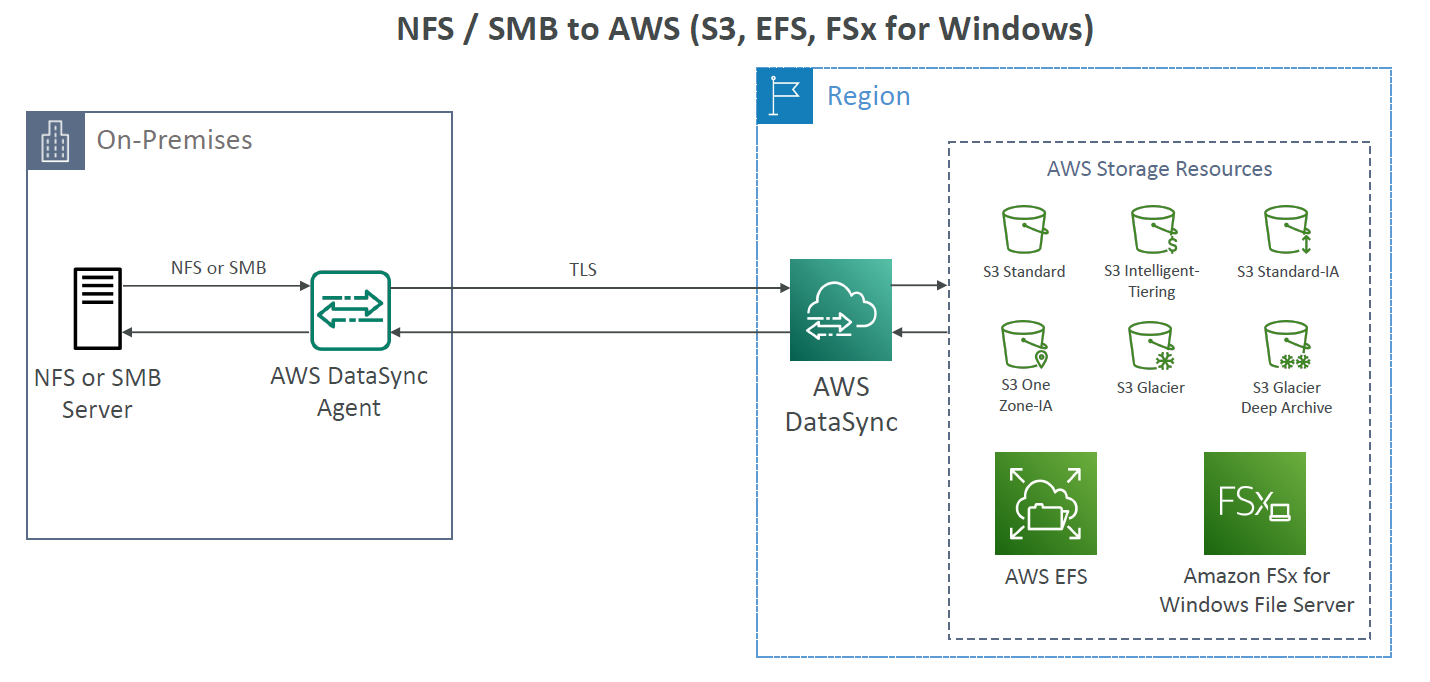 NFS / SMB to AWS (S3, EFS, FSx for Windows)
Region
On-Premises
AWS Storage Resources
NFS or SMB
TLS
S3 Standard
S3 Intelligent-
Tiering
S3 Standard-IA
NFS or SMB
Server
AWS DataSync
Agent
AWS
DataSync
S3 One
Zone-IA
S3 Glacier
S3 Glacier
Deep Archive
FSx
AWS EFS
Amazon FSx for
Windows File Server